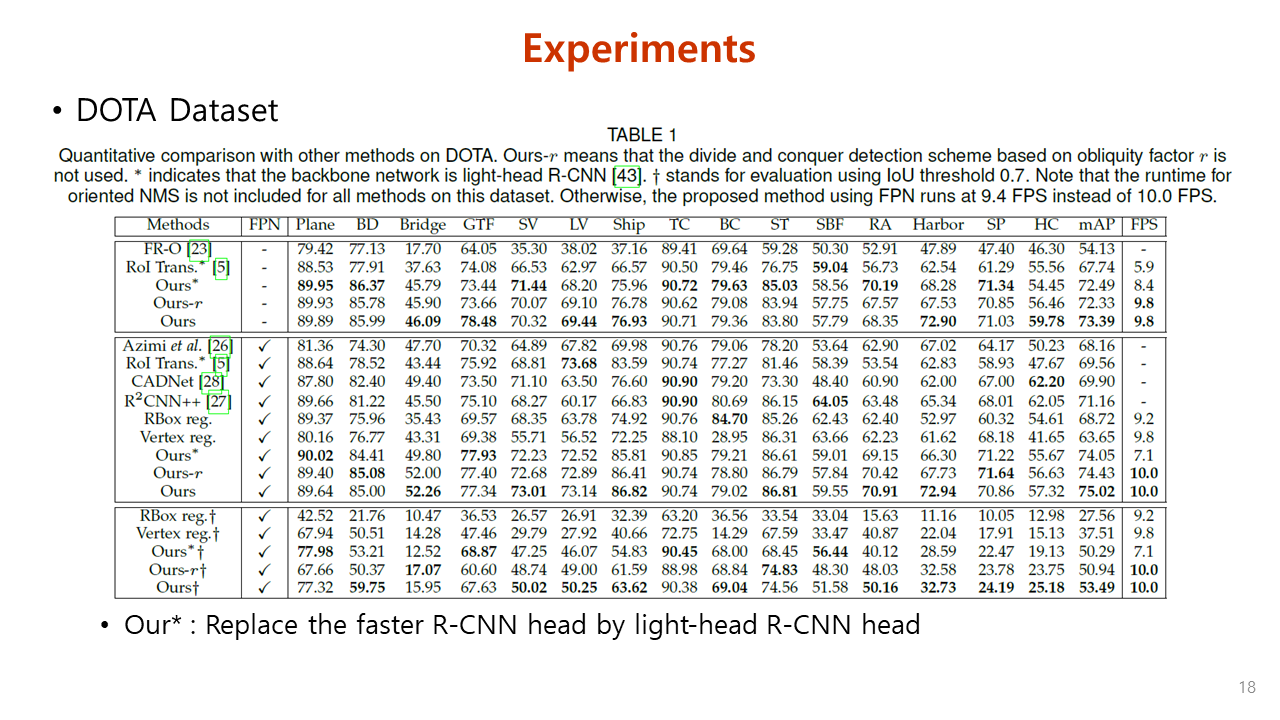 Experiments
• DOTA Dataset
TABLE 1
Quantitative comparison with other methods on DOTA. Ours-r means that the divide and conquer detection scheme based on obliquity factor r is
not used. * indicates that the backbone network is light-head R-CNN [43]. † stands for evaluation using IoU threshold 0.7. Note that the runtime for
oriented NMS is not included for all methods on this dataset. Otherwise, the proposed method using FPN runs at 9.4 FPS instead of 10.0 FPS.
Methods FPN Plane BD Bridge GTF SV LV Ship TC BC ST SBF RA Harbor SP HC mAP FPS
FR-O [23] - 79.42 77.13 17.70 64.05 35.30 38.02 37.16 89.41 69.64 59.28 50.30 52.91 47.89 47.40 46.30 54.13 -
RoI Trans.* [5] - 88.53 77.91 37.63 74.08 66.53 62.97 66.57 90.50 79.46 76.75 59.04 56.73 62.54 61.29 55.56 67.74 5.9
Ours* - 89.95 86.37 45.79 73.44 71.44 68.20 75.96 90.72 79.63 85.03 58.56 70.19 68.28 71.34 54.45 72.49 8.4
Ours-r - 89.93 85.78 45.90 73.66 70.07 69.10 76.78 90.62 79.08 83.94 57.75 67.57 67.53 70.85 56.46 72.33 9.8
Ours - 89.89 85.99 46.09 78.48 70.32 69.44 76.93 90.71 79.36 83.80 57.79 68.35 72.90 71.03 59.78 73.39 9.8
Azimi et al. [26] ✓ 81.36 74.30 47.70 70.32 64.89 67.82 69.98 90.76 79.06 78.20 53.64 62.90 67.02 64.17 50.23 68.16 -
RoI Trans.* [5] ✓ 88.64 78.52 43.44 75.92 68.81 73.68 83.59 90.74 77.27 81.46 58.39 53.54 62.83 58.93 47.67 69.56 -
CADNet [28] ✓ 87.80 82.40 49.40 73.50 71.10 63.50 76.60 90.90 79.20 73.30 48.40 60.90 62.00 67.00 62.20 69.90 -
R²CNN++ [27] ✓ 89.66 81.22 45.50 75.10 68.27 60.17 66.83 90.90 80.69 86.15 64.05 63.48 65.34 68.01 62.05 71.16 -
RBox reg. ✓ 89.37 75.96 35.43 69.57 68.35 63.78 74.92 90.76 84.70 85.26 62.43 62.40 52.97 60.32 54.61 68.72 9.2
Vertex reg. ✓ 80.16 76.77 43.31 69.38 55.71 56.52 72.25 88.10 28.95 86.31 63.66 62.23 61.62 68.18 41.65 63.65 9.8
Ours* ✓ 90.02 84.41 49.80 77.93 72.23 72.52 85.81 90.85 79.21 86.61 59.01 69.15 66.30 71.22 55.67 74.05 7.1
Ours-r ✓ 89.40 85.08 52.00 77.40 72.68 72.89 86.41 90.74 78.80 86.79 57.84 70.42 67.73 71.64 56.63 74.43 10.0
Ours ✓ 89.64 85.00 52.26 77.34 73.01 73.14 86.82 90.74 79.02 86.81 59.55 70.91 72.94 70.86 57.32 75.02 10.0
RBox reg.† ✓ 42.52 21.76 10.47 36.53 26.57 26.91 32.39 63.20 36.56 33.54 33.04 15.63 11.16 10.05 12.98 27.56 9.2
Vertex reg.† ✓ 67.94 50.51 14.28 47.46 29.79 27.92 40.66 72.75 14.29 67.59 33.47 40.87 22.04 17.91 15.13 37.51 9.8
Ours*† ✓ 77.98 53.21 12.52 68.87 47.25 46.07 54.83 90.45 68.00 68.45 56.44 40.12 28.59 22.47 19.13 50.29 7.1
Ours-r† ✓ 67.66 50.37 17.07 60.60 48.74 49.00 61.59 88.98 68.84 74.83 48.30 48.03 32.58 23.78 23.75 50.94 10.0
Ours† ✓ 77.32 59.75 15.95 67.63 50.02 50.25 63.62 90.38 69.04 74.56 51.58 50.16 32.73 24.19 25.18 53.49 10.0
• Our* : Replace the faster R-CNN head by light-head R-CNN head
18